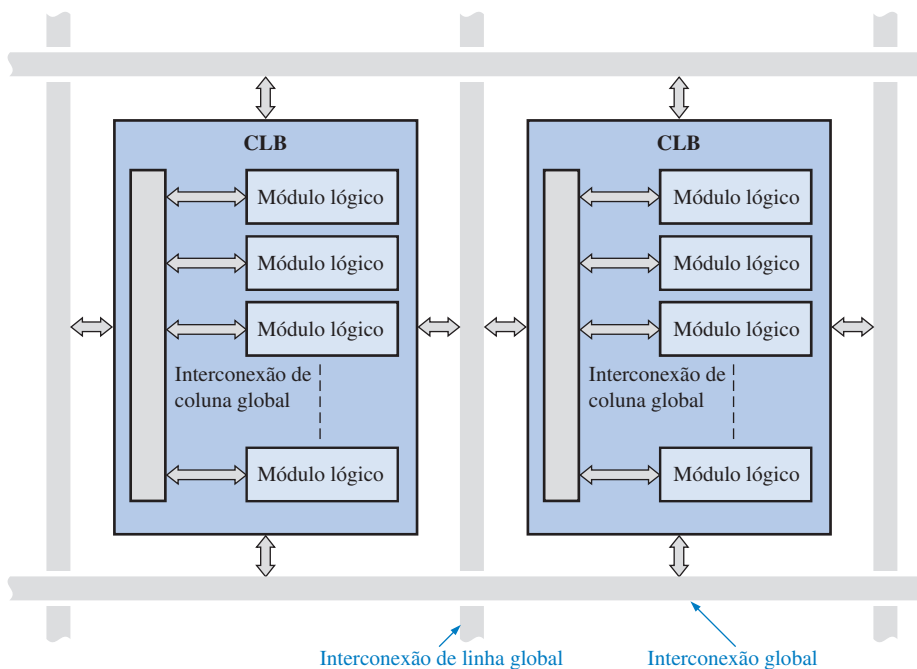 CLB
Módulo lógico
Módulo lógico
Módulo lógico
Interconexão de
coluna global
Módulo lógico
CLB
Módulo lógico
Módulo lógico
Módulo lógico
Interconexão de
coluna global
Módulo lógico
Interconexão de linha global
Interconexão global